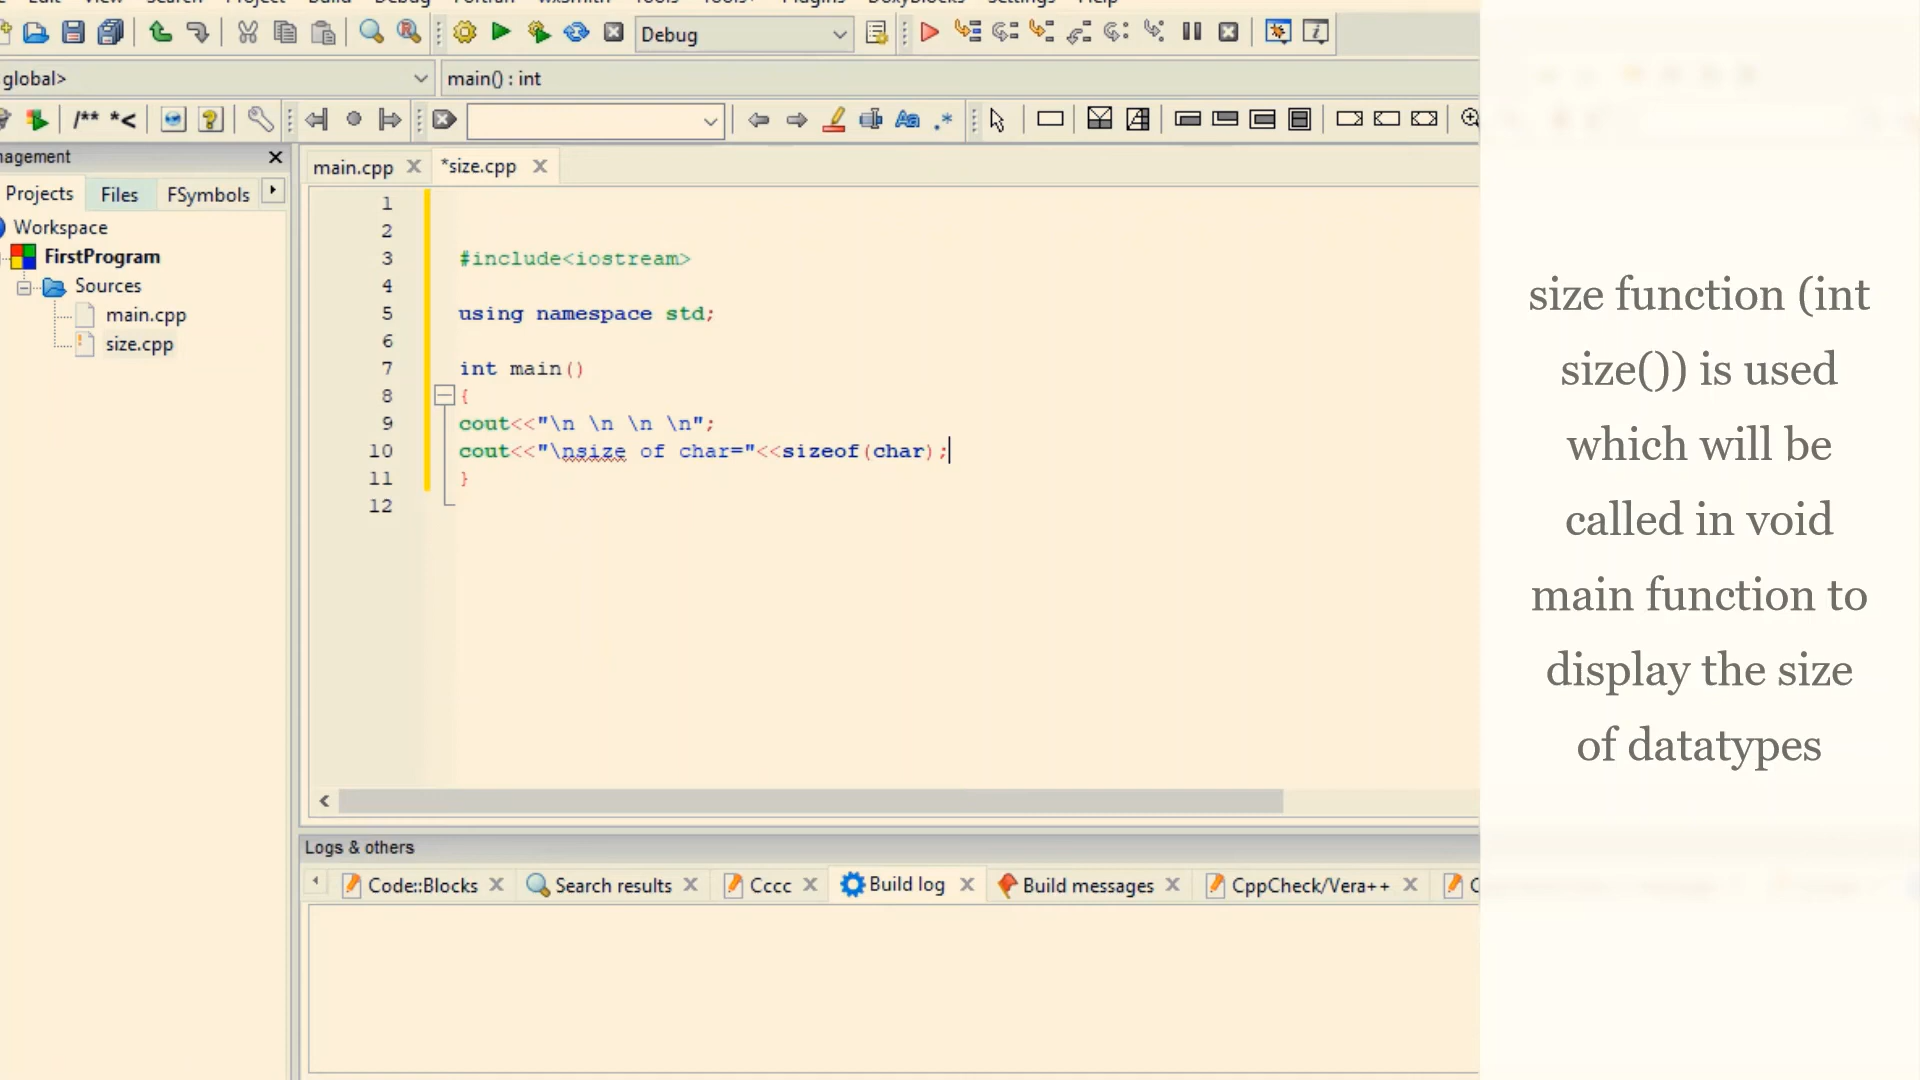 Debug
global>
main() : int
/** *<
Aa .*
nagement
main.cpp
*size.cpp
Projects
Files
FSymbols
Workspace
FirstProgram
Sources
main.cpp
size.cpp
1
2
3 #include<iostream>
4
5 using namespace std;
6
7 int main()
8 {
9 cout<<"\n \n \n \n";
10 cout<<"\nsize of char="<<sizeof(char);
11 }
12
size function (int
size()) is used
which will be
called in void
main function to
display the size
of datatypes
Logs & others
Code::Blocks
Search results
Cccc
Build log
Build messages
CppCheck/Vera++